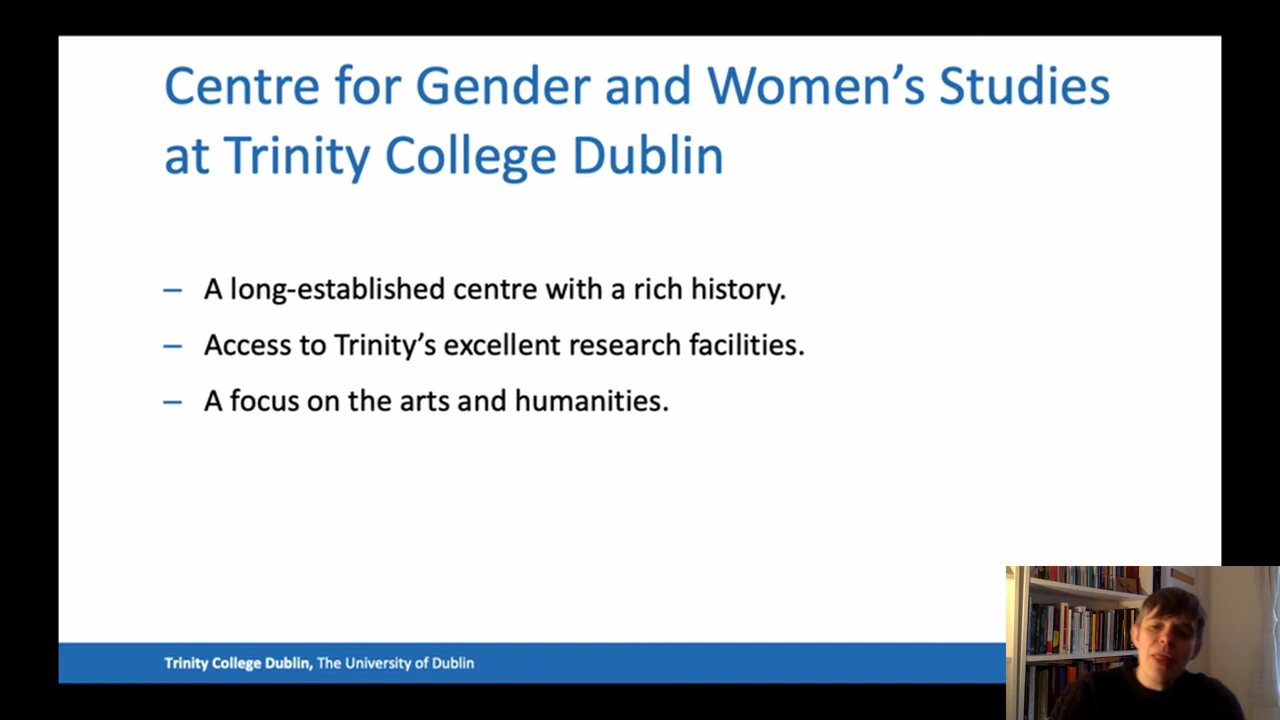 Centre for Gender and Women’s Studies
at Trinity College Dublin
– A long-established centre with a rich history.
– Access to Trinity’s excellent research facilities.
– A focus on the arts and humanities.
Trinity College Dublin, The University of Dublin